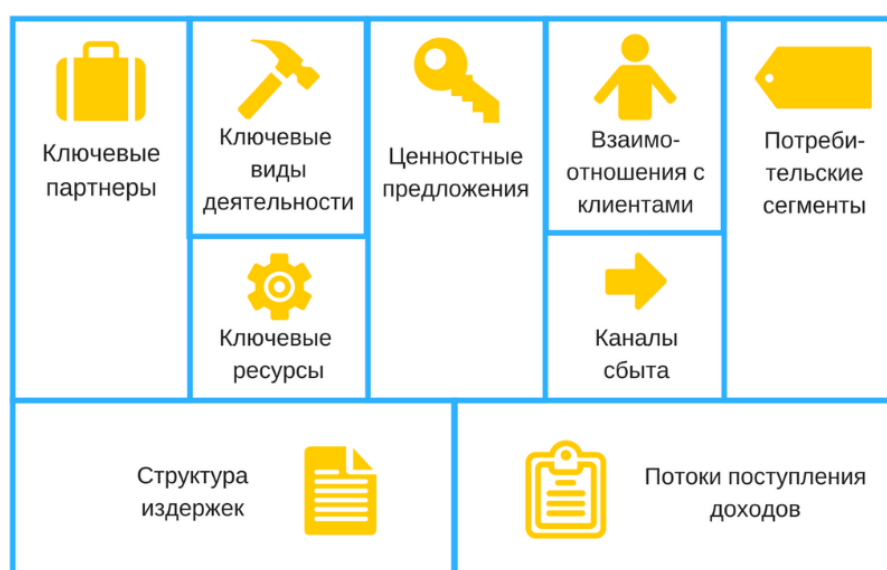 Ключевые
партнеры
Ключевые
виды
деятельности
Ключевые
ресурсы
Ценностные
предложения
Взаимо-
отношения с
клиентами
Каналы
сбыта
Потреби-
тельские
сегменты
Структура
издержек
Потоки поступления
доходов